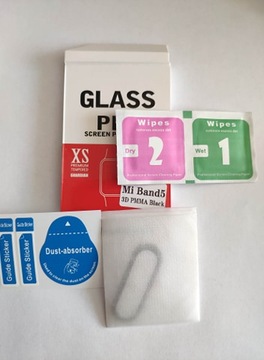 GLASS
Wipes
Wipes
Dry
2
Wet
1
XS
PREMIUM
TEMPERED
Mi Band5
3D PMMA Black
Guide Sticker
Guide Sticker
Dust-absorber